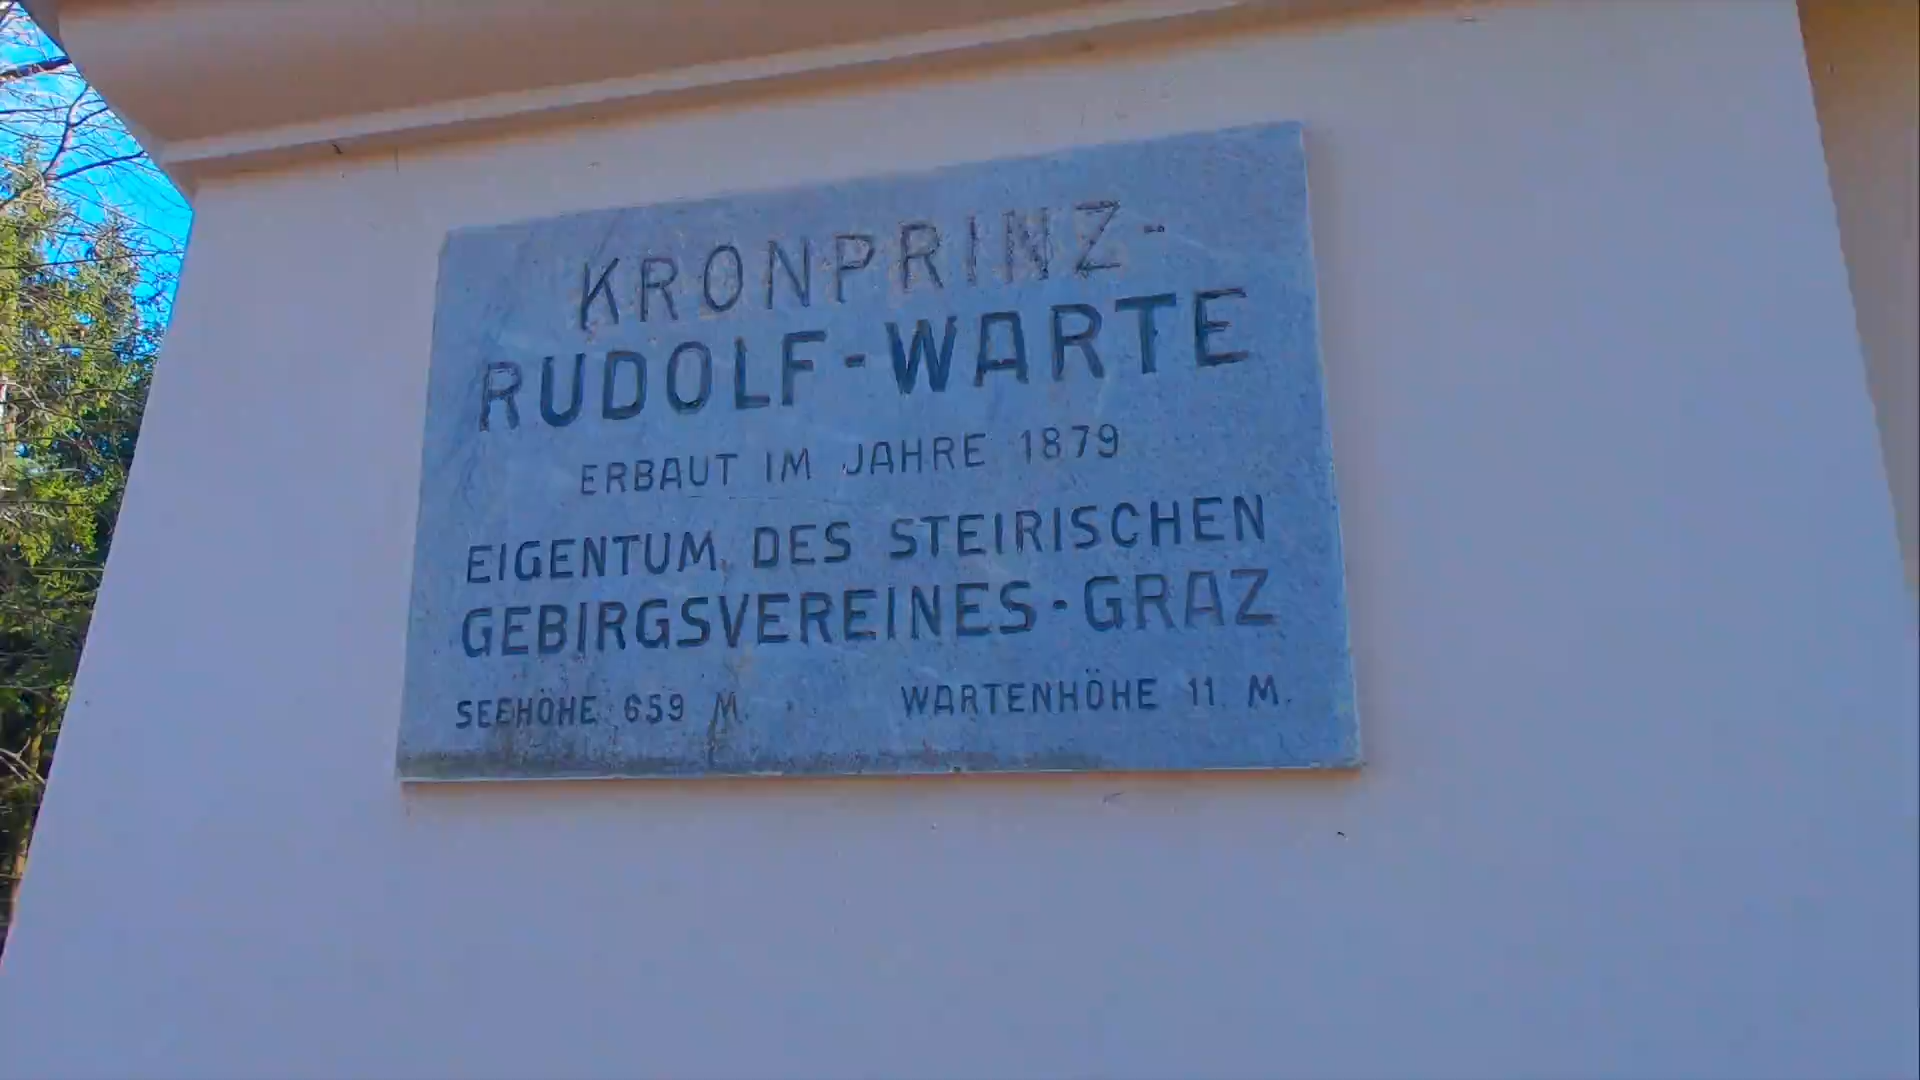 KRONPRINZ-
RUDOLF-WARTE
ERBAUT IM JAHRE 1879
EIGENTUM DES STEIRISCHEN
GEBIRGSVEREINES-GRAZ
SEEHÖHE 659 M. WARTENHÖHE 11. M.